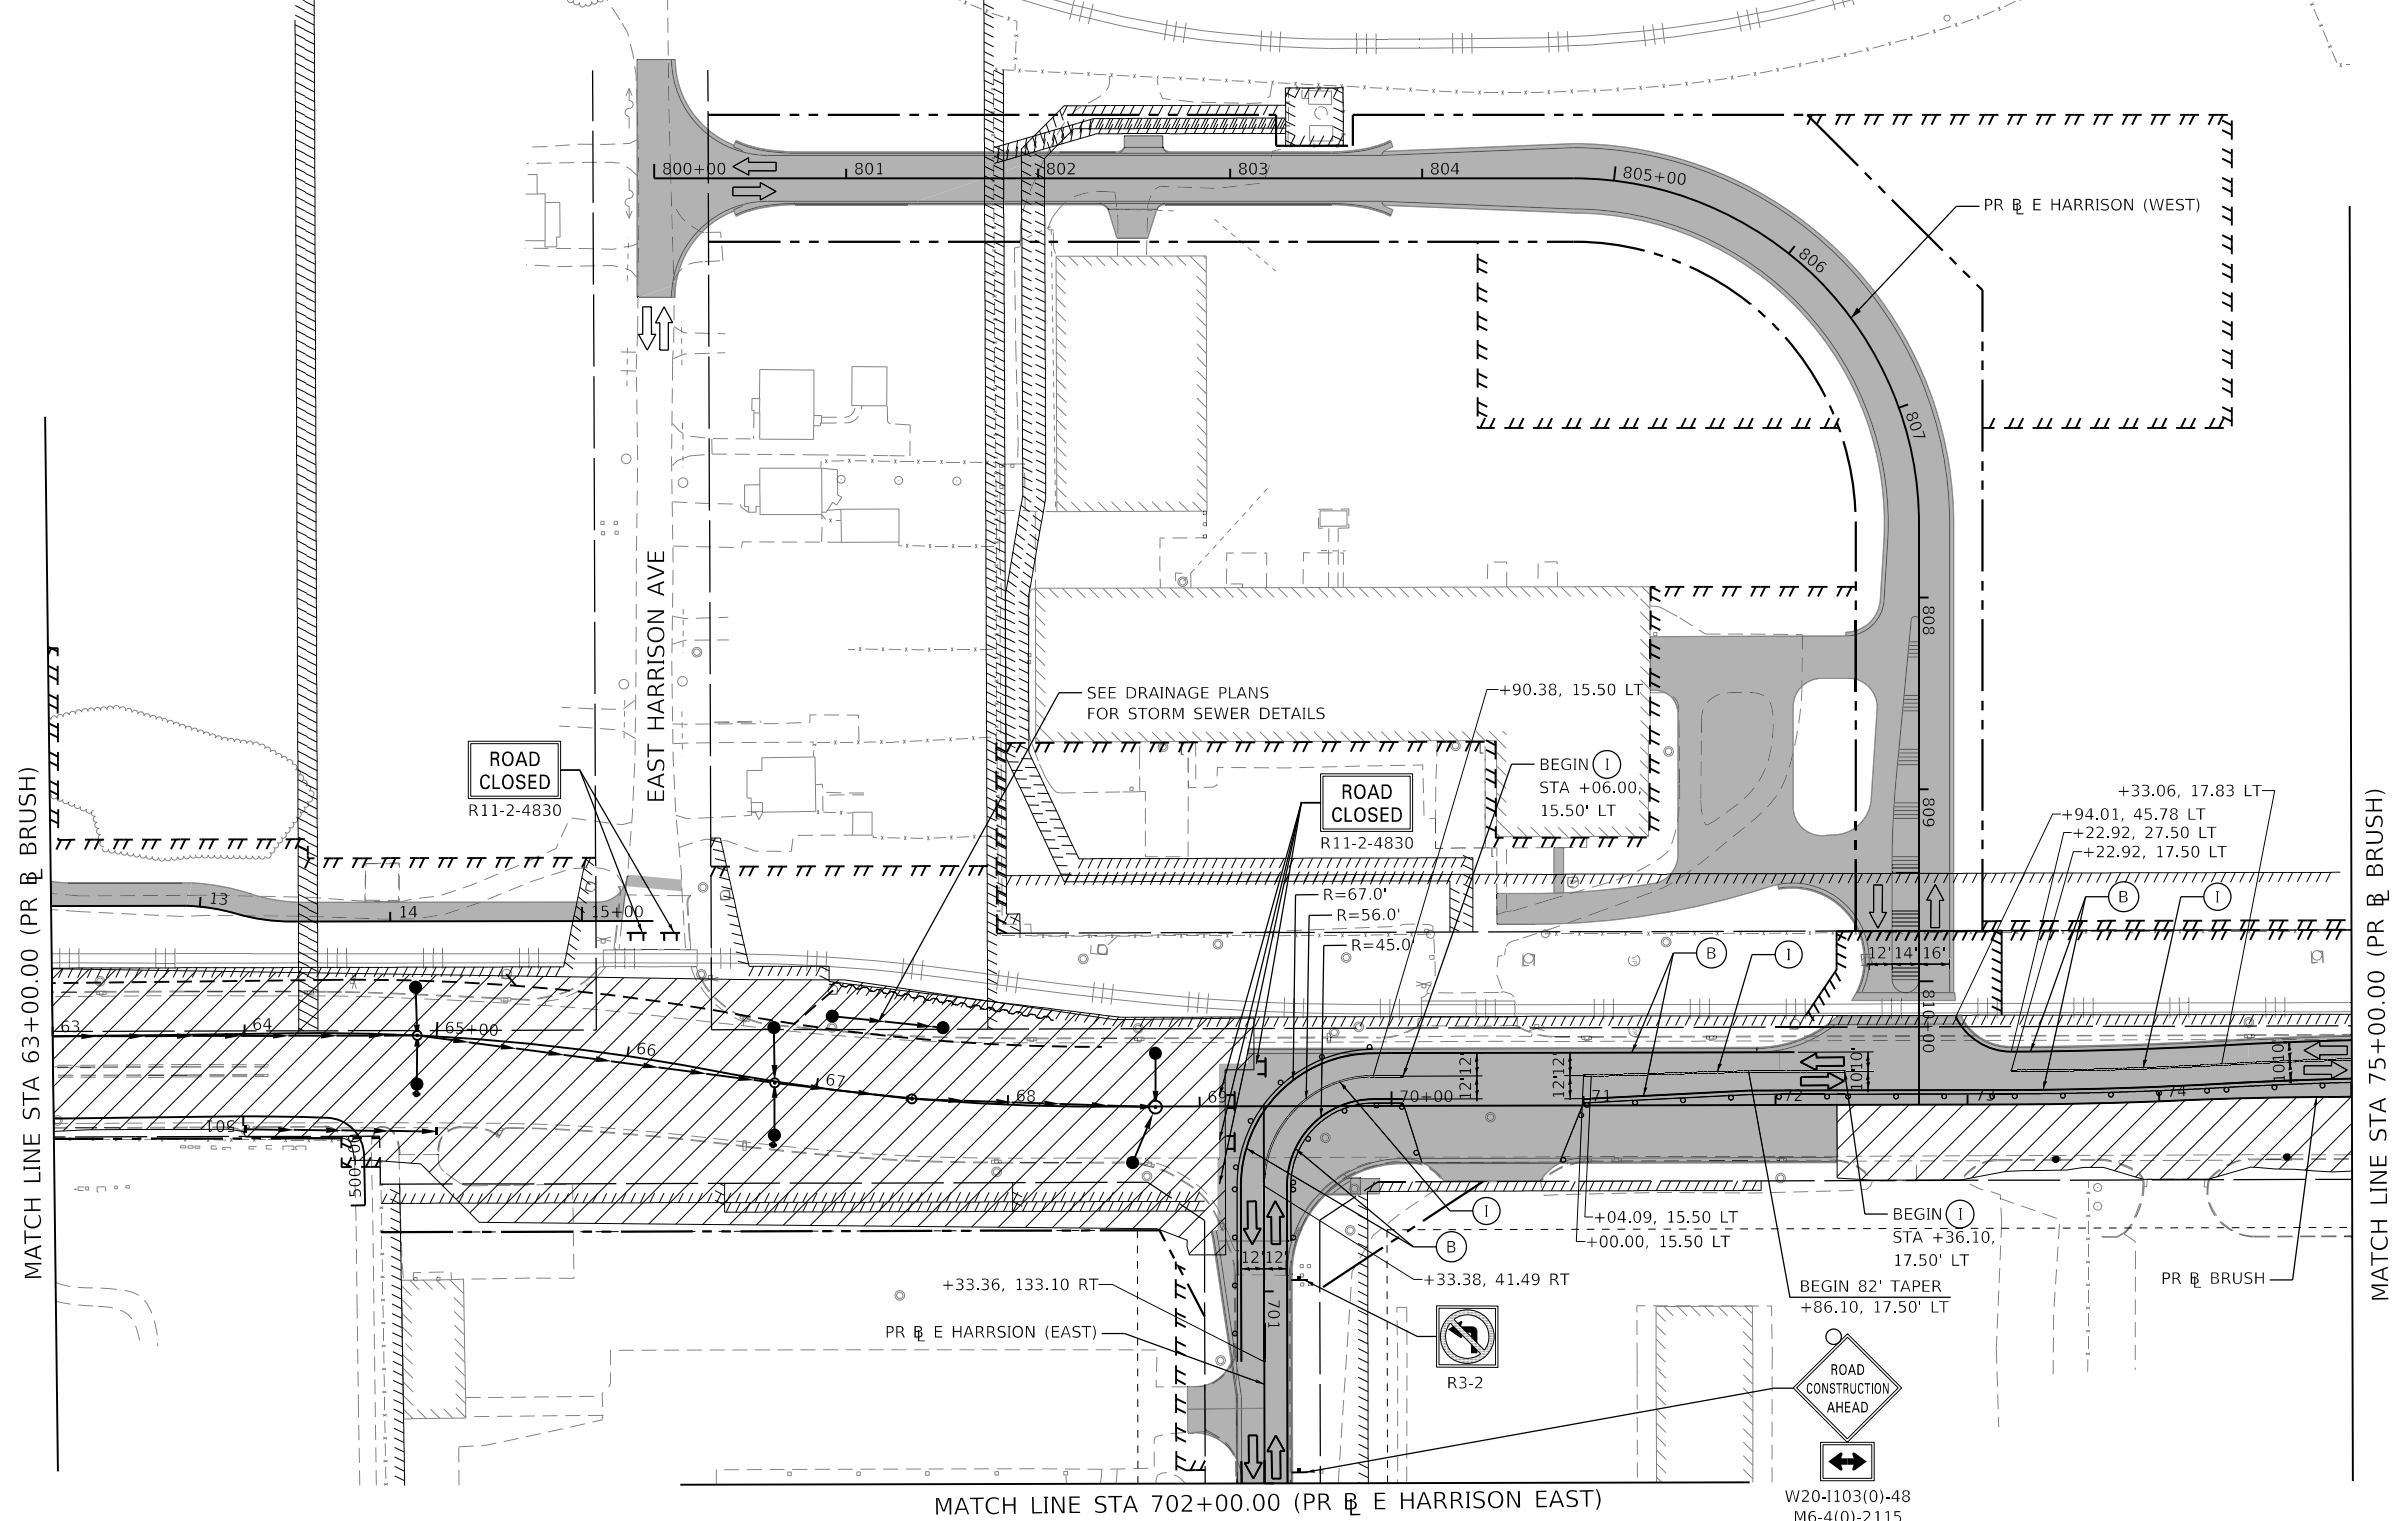 800+00
801
802
803
804
805+00
806
807
808
809
810+00
PR ℄ E HARRISON (WEST)
EAST HARRISON AVE
SEE DRAINAGE PLANS
FOR STORM SEWER DETAILS
ROAD
CLOSED
R11-2-4830
ROAD
CLOSED
R11-2-4830
+90.38, 15.50 LT
BEGIN I
STA +06.00,
15.50' LT
+33.06, 17.83 LT
+94.01, 45.78 LT
+22.92, 27.50 LT
+22.92, 17.50 LT
B
I
B
I
R=67.0'
R=56.0'
R=45.0'
12' 14' 16'
13
14
15+00
63
64
65+00
66
67
68
69
70+00
71
72
73
74
12' 12'
12' 12'
10' 10'
10' 10'
501
500+00
MATCH LINE STA 63+00.00 (PR ℄ BRUSH)
MATCH LINE STA 75+00.00 (PR ℄ BRUSH)
I
B
+04.09, 15.50 LT
+00.00, 15.50 LT
BEGIN I
STA +36.10,
17.50' LT
12' 12'
+33.38, 41.49 RT
+33.36, 133.10 RT
BEGIN 82' TAPER
+86.10, 17.50' LT
PR ℄ BRUSH
701
PR ℄ E HARRSION (EAST)
R3-2
ROAD
CONSTRUCTION
AHEAD
W20-I103(0)-48
M6-4(0)-2115
MATCH LINE STA 702+00.00 (PR ℄ E HARRISON EAST)